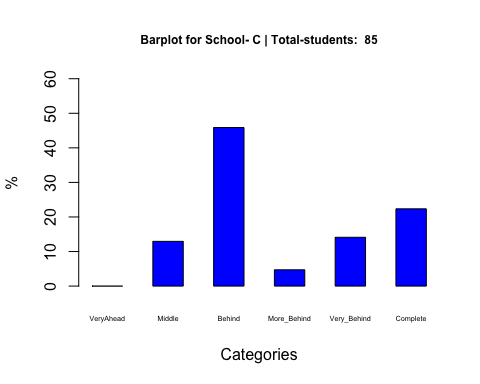 Barplot for School- C | Total-students:  85
60
50
40
30
20
10
0
%
VeryAhead Middle Behind More_Behind Very_Behind Complete
Categories